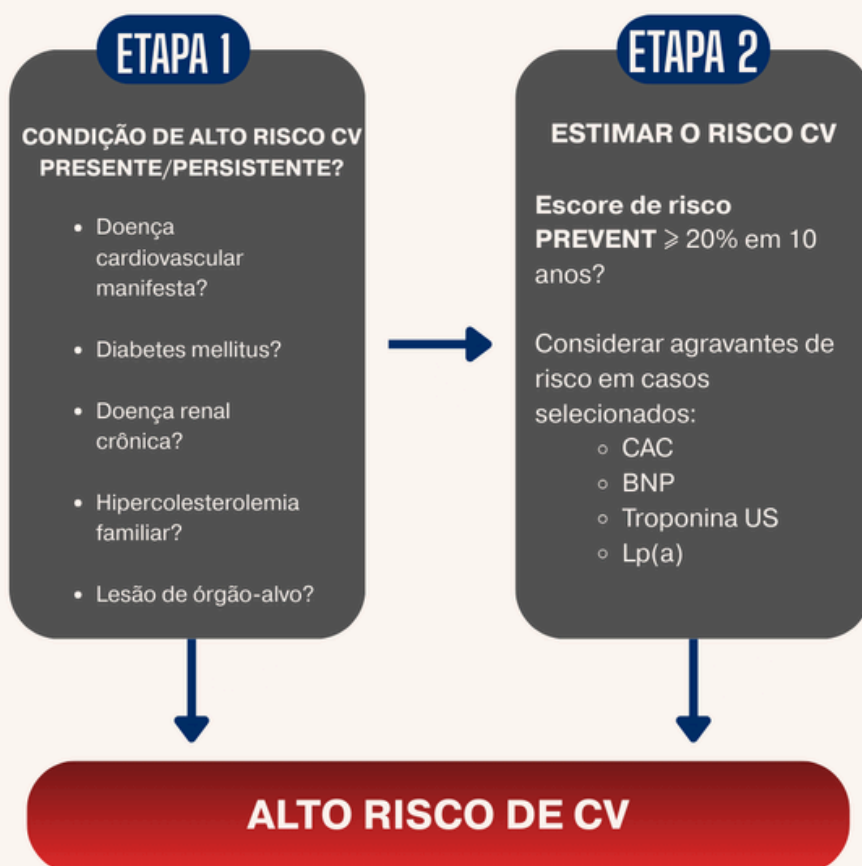 ETAPA 1
CONDIÇÃO DE ALTO RISCO CV
PRESENTE/PERSISTENTE?
• Doença
cardiovascular
manifesta?
• Diabetes mellitus?
• Doença renal
crônica?
• Hipercolesterolemia
familiar?
• Lesão de órgão-alvo?
ETAPA 2
ESTIMAR O RISCO CV
Escore de risco
PREVENT ⩾ 20% em 10
anos?
Considerar agravantes de
risco em casos
selecionados:
◦ CAC
◦ BNP
◦ Troponina US
◦ Lp(a)
ALTO RISCO DE CV